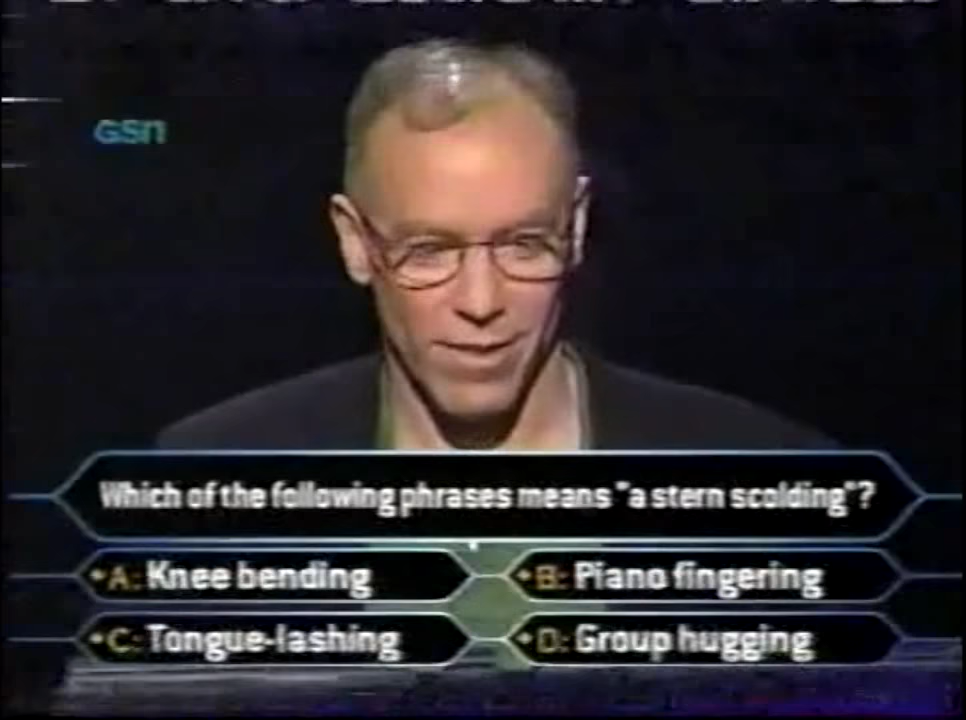 GSN
Which of the following phrases means "a stern scolding"?
A: Knee bending
B: Piano fingering
C: Tongue-lashing
D: Group hugging